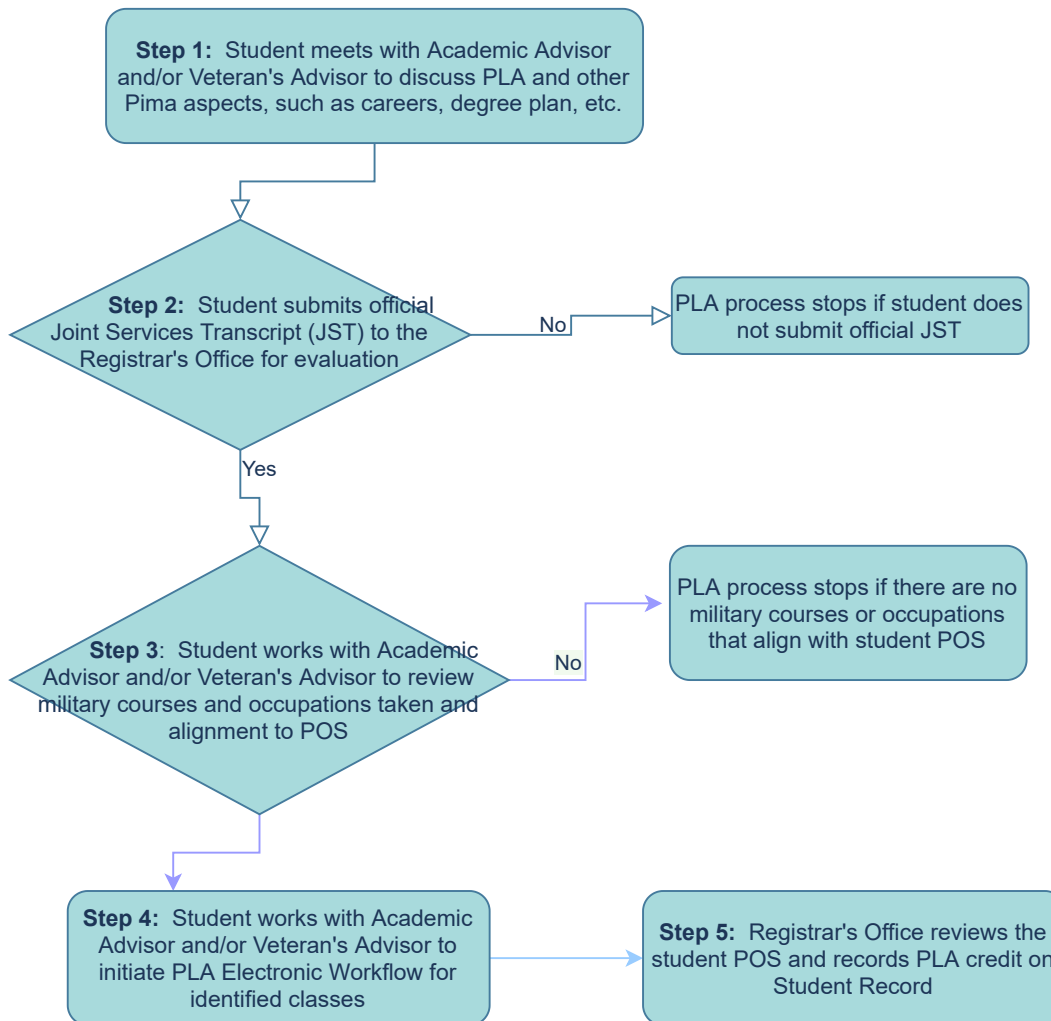 Step 1: Student meets with Academic Advisor
and/or Veteran's Advisor to discuss PLA and other
Pima aspects, such as careers, degree plan, etc.
Step 2: Student submits official
Joint Services Transcript (JST) to the
Registrar's Office for evaluation
No
PLA process stops if student does
not submit official JST
Yes
Step 3: Student works with Academic
Advisor and/or Veteran's Advisor to review
military courses and occupations taken and
alignment to POS
No
PLA process stops if there are no
military courses or occupations
that align with student POS
Step 4: Student works with Academic
Advisor and/or Veteran's Advisor to
initiate PLA Electronic Workflow for
identified classes
Step 5: Registrar's Office reviews the
student POS and records PLA credit on
Student Record